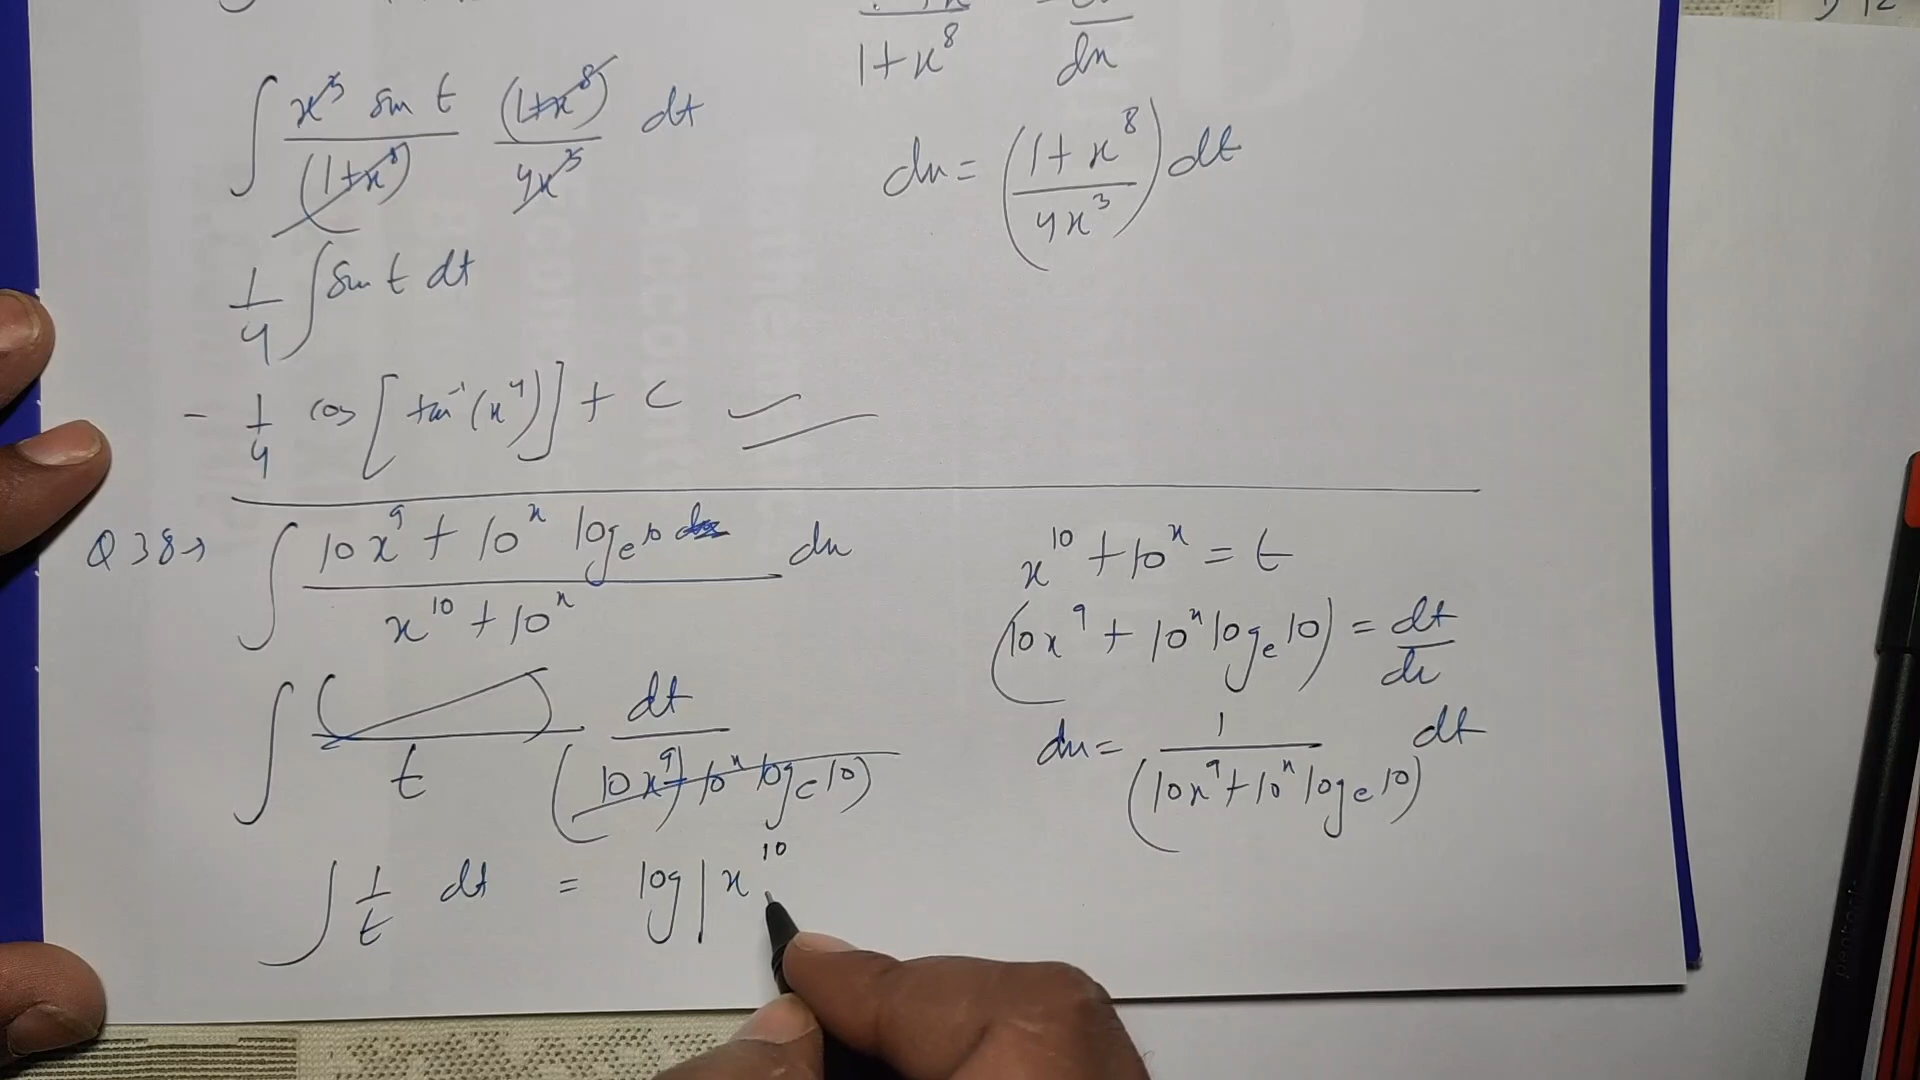 1+x⁸ dx
∫ x³ sin t / (1+x⁸) (1+x⁸) / 4x³ dt
dx = ((1+x⁸) / 4x³) dt
1/4 ∫ sin t dt
- 1/4 cos [tan⁻¹(x⁴)] + c
Q 38→ ∫ 10x⁹ + 10ˣ logₑ10 / x¹⁰ + 10ˣ dx
x¹⁰ + 10ˣ = t
(10x⁹ + 10ˣ logₑ10) = dt/dx
∫ ( ) / t dt / (10x⁹ + 10ˣ logₑ10)
dx = 1 / (10x⁹ + 10ˣ logₑ10) dt
∫ 1/t dt = log |x¹⁰